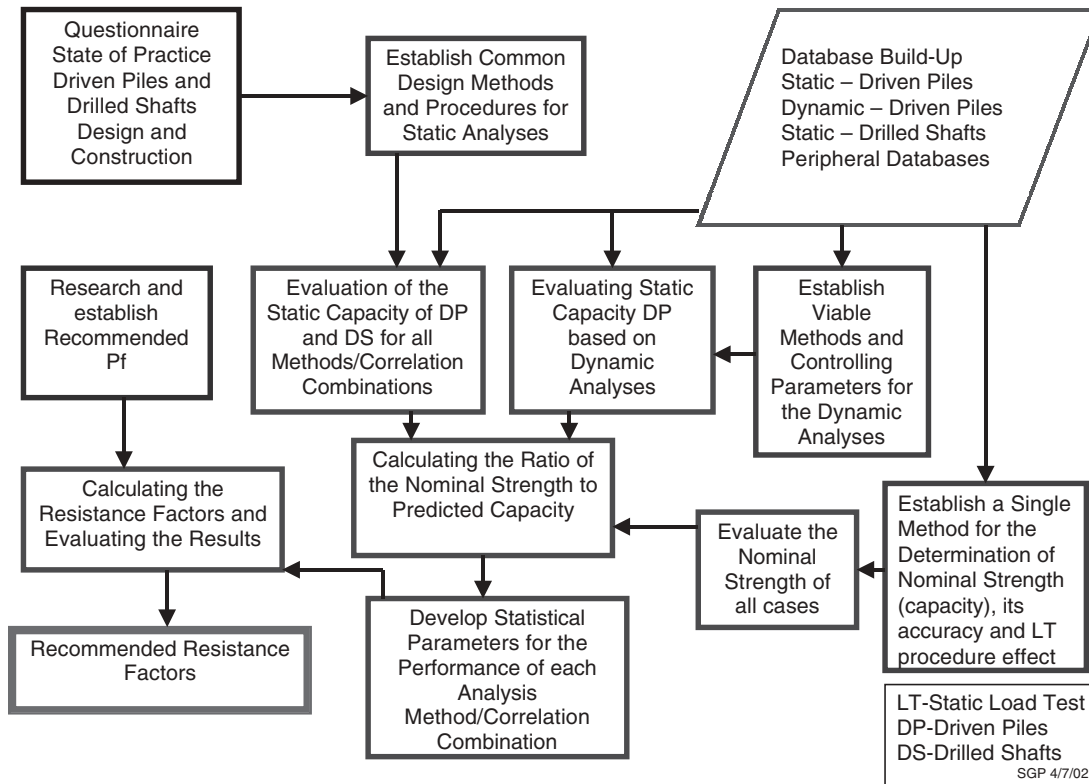 Questionnaire
State of Practice
Driven Piles and
Drilled Shafts
Design and
Construction
Establish Common
Design Methods
and Procedures for
Static Analyses
Database Build-Up
Static – Driven Piles
Dynamic – Driven Piles
Static – Drilled Shafts
Peripheral Databases
Research and
establish
Recommended
Pf
Evaluation of the
Static Capacity of DP
and DS for all
Methods/Correlation
Combinations
Evaluating Static
Capacity DP
based on
Dynamic
Analyses
Establish
Viable
Methods and
Controlling
Parameters for
the Dynamic
Analyses
Calculating the
Resistance Factors and
Evaluating the Results
Calculating the Ratio of
the Nominal Strength to
Predicted Capacity
Evaluate the
Nominal
Strength of
all cases
Establish a Single
Method for the
Determination of
Nominal Strength
(capacity), its
accuracy and LT
procedure effect
Recommended Resistance
Factors
Develop Statistical
Parameters for the
Performance of each
Analysis
Method/Correlation
Combination
LT-Static Load Test
DP-Driven Piles
DS-Drilled Shafts
SGP 4/7/02